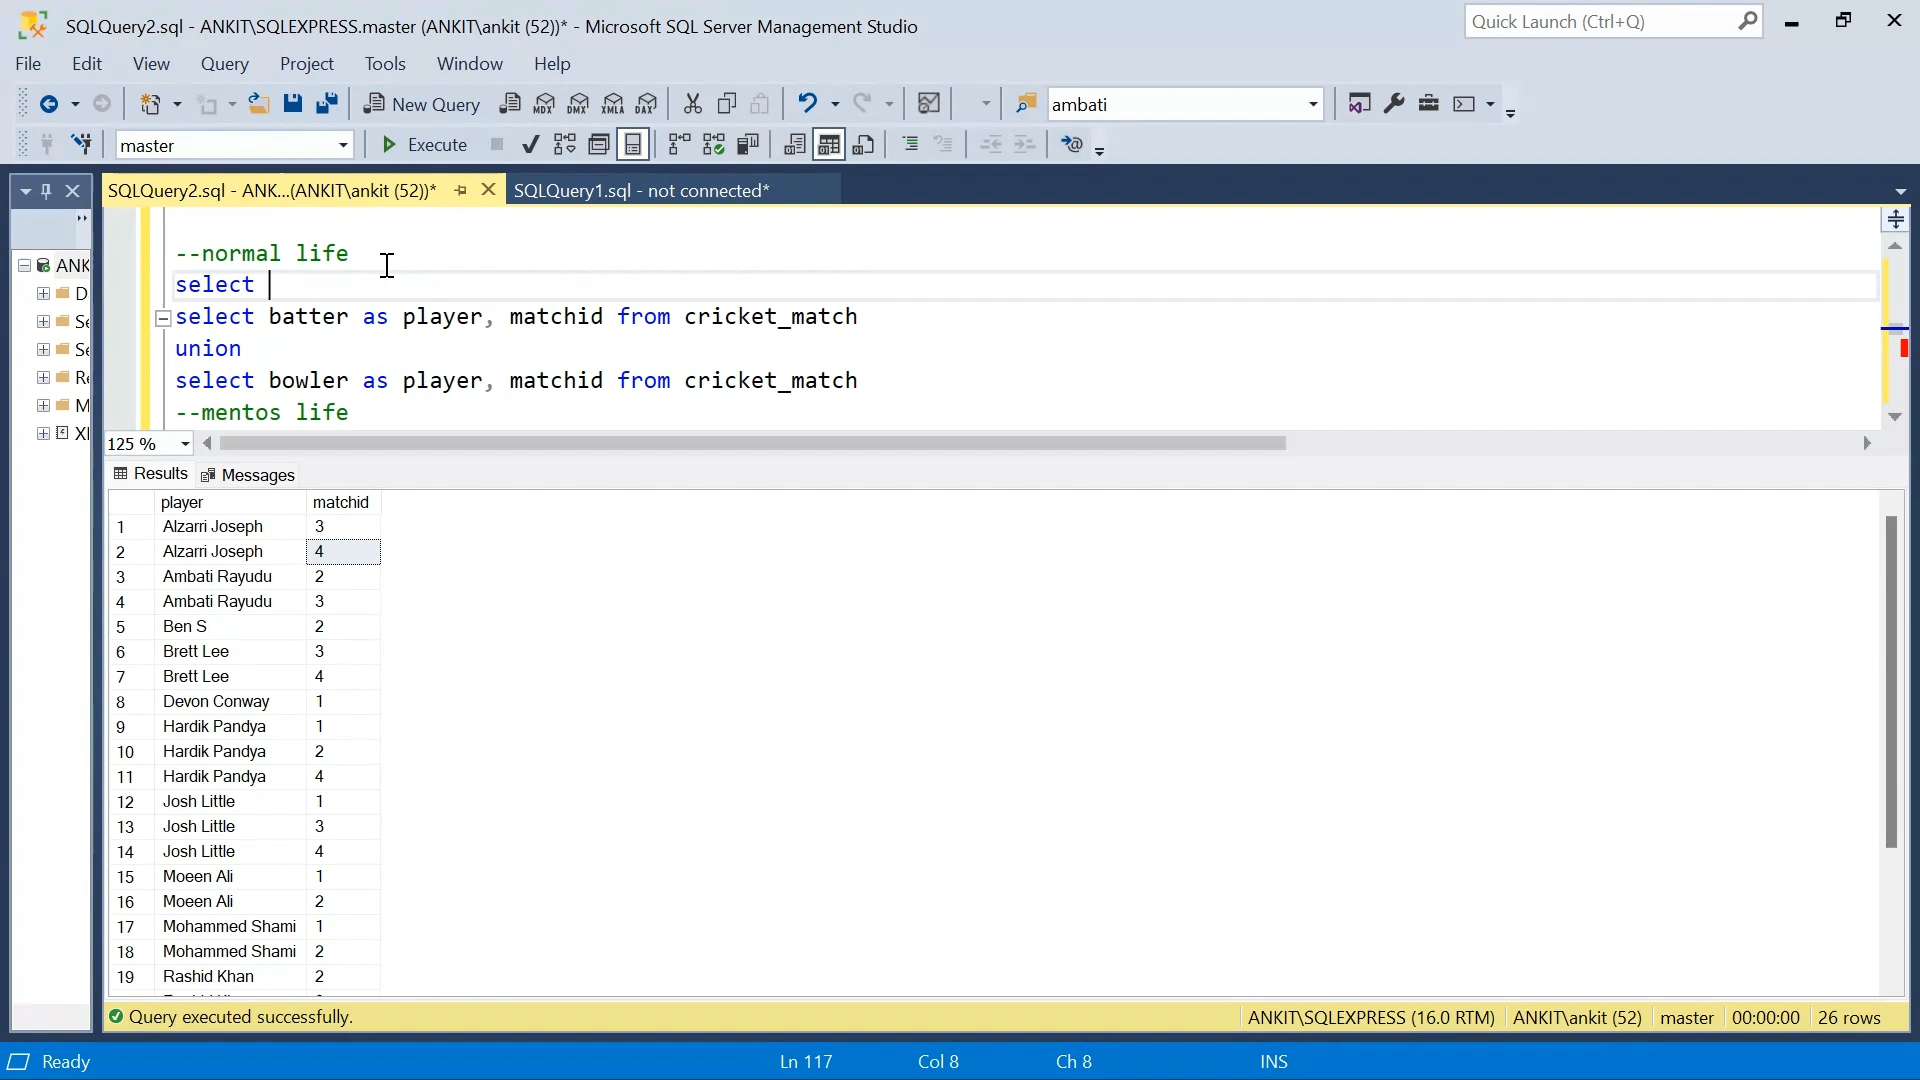 SQLQuery2.sql - ANKIT\SQLEXPRESS.master (ANKIT\ankit (52))* - Microsoft SQL Server Management Studio
Quick Launch (Ctrl+Q)
File Edit View Query Project Tools Window Help
New Query MDX DMX XMLA DAX ambati
master Execute
SQLQuery2.sql - ANK...(ANKIT\ankit (52))* SQLQuery1.sql - not connected*
ANK
D
Se
Se
Re
M
XI
--normal life
select
select batter as player, matchid from cricket_match
union
select bowler as player, matchid from cricket_match
--mentos life
125 %
Results Messages
player matchid
1 Alzarri Joseph 3
2 Alzarri Joseph 4
3 Ambati Rayudu 2
4 Ambati Rayudu 3
5 Ben S 2
6 Brett Lee 3
7 Brett Lee 4
8 Devon Conway 1
9 Hardik Pandya 1
10 Hardik Pandya 2
11 Hardik Pandya 4
12 Josh Little 1
13 Josh Little 3
14 Josh Little 4
15 Moeen Ali 1
16 Moeen Ali 2
17 Mohammed Shami 1
18 Mohammed Shami 2
19 Rashid Khan 2
Query executed successfully. ANKIT\SQLEXPRESS (16.0 RTM) ANKIT\ankit (52) master 00:00:00 26 rows
Ready Ln 117 Col 8 Ch 8 INS